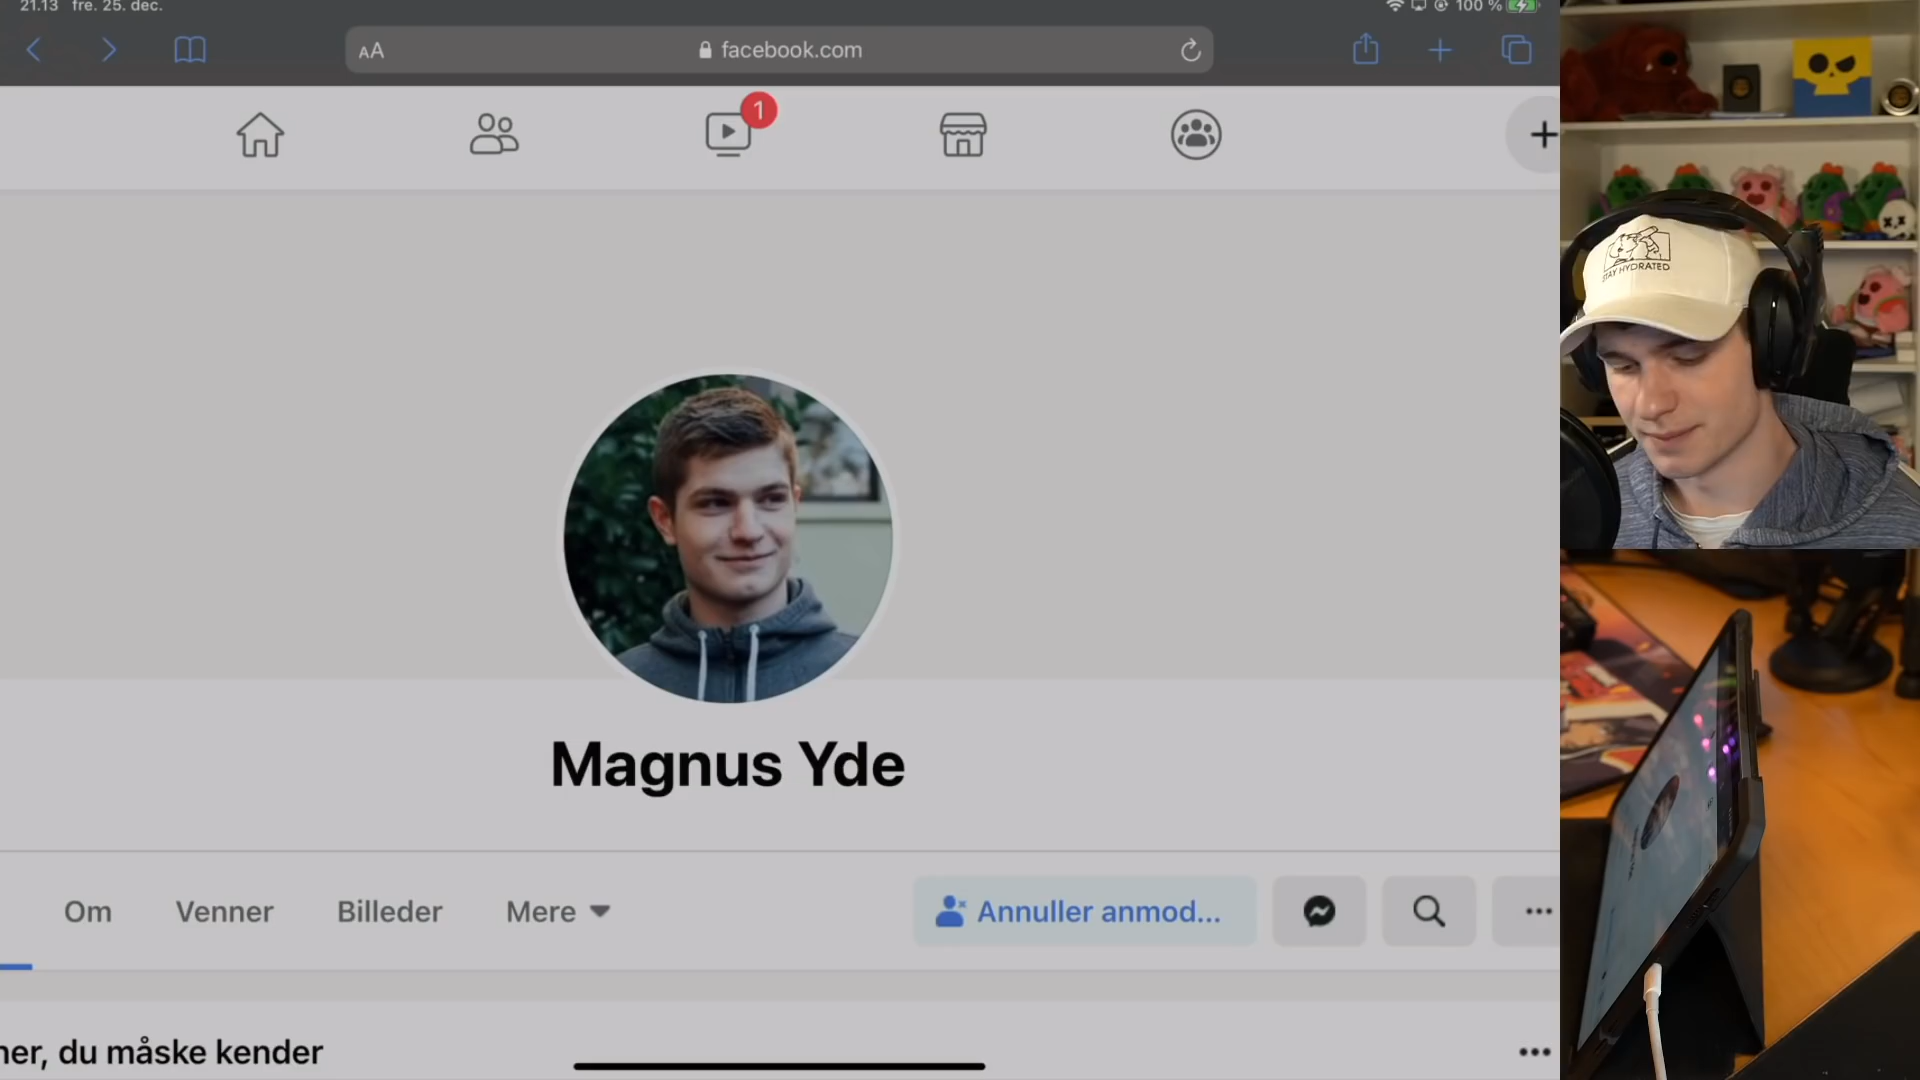 21.13 fre. 25. dec.
100 %
AA
facebook.com
1
Magnus Yde
Om
Venner
Billeder
Mere
Annuller anmod...
ner, du måske kender
STAY HYDRATED